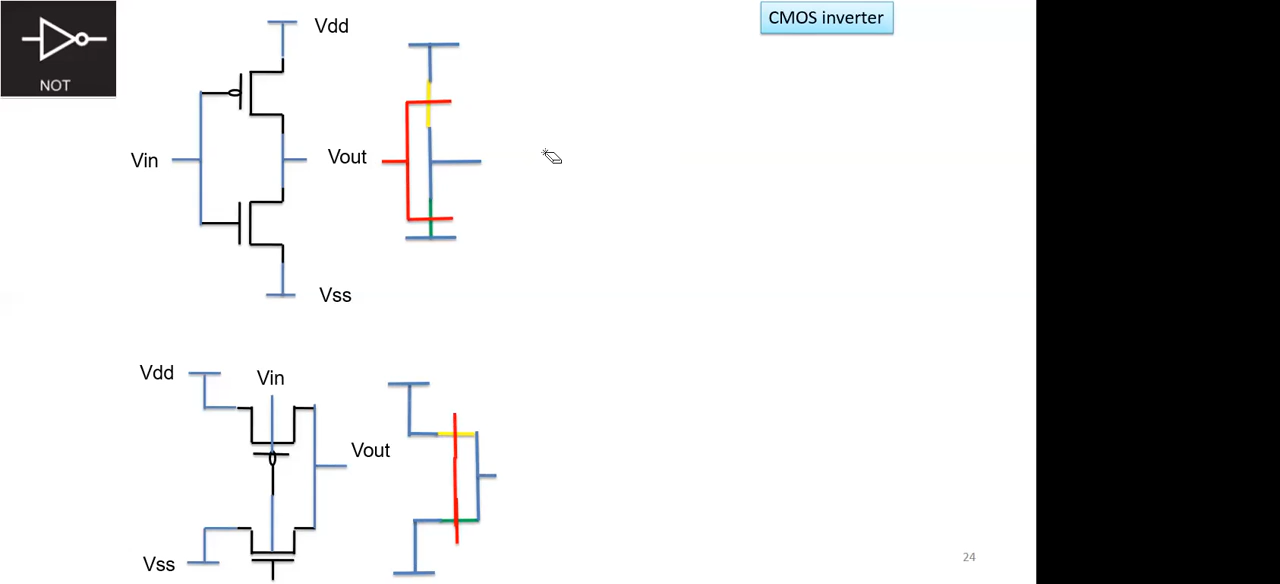 CMOS inverter
NOT
Vdd
Vin
Vout
Vss
Vdd
Vin
Vout
Vss
24